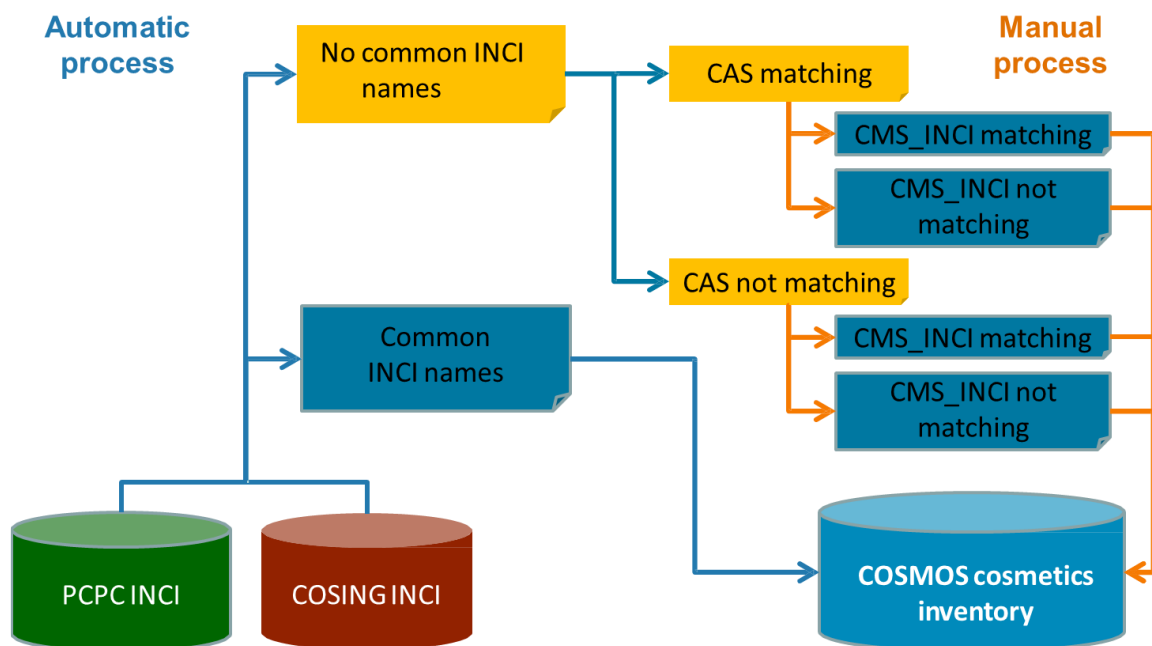 Automatic
process
No common INCI
names
CAS matching
Manual
process
CMS_INCI matching
CMS_INCI not
matching
CAS not matching
Common
INCI names
CMS_INCI matching
CMS_INCI not
matching
PCPC INCI
COSING INCI
COSMOS cosmetics
inventory